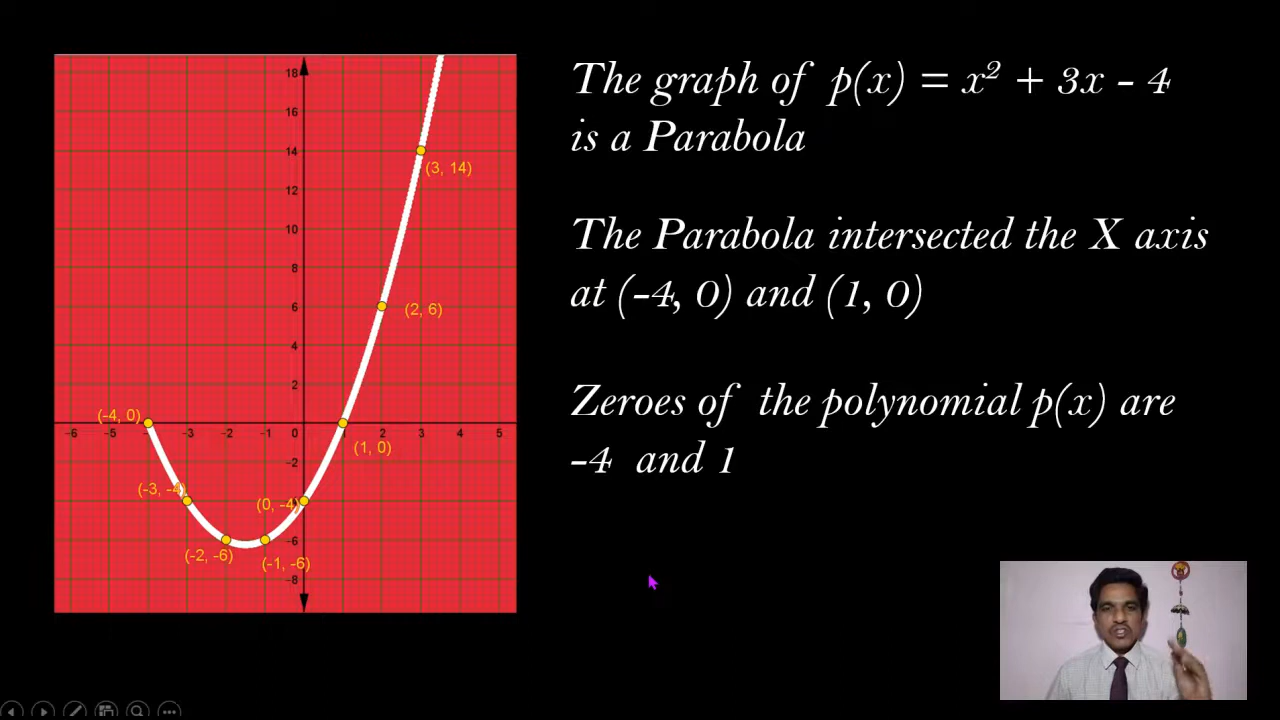 The graph of p(x) = x² + 3x - 4
is a Parabola
The Parabola intersected the X axis
at (-4, 0) and (1, 0)
Zeroes of the polynomial p(x) are
-4 and 1
18
16
14
(3, 14)
12
10
8
6
(2, 6)
4
2
(-4, 0)
-6 -5 -3 -2 -1 0 1 2 3 4 5
(1, 0)
-2
(-3, -4)
(0, -4)
-6
(-2, -6)
(-1, -6)
-8